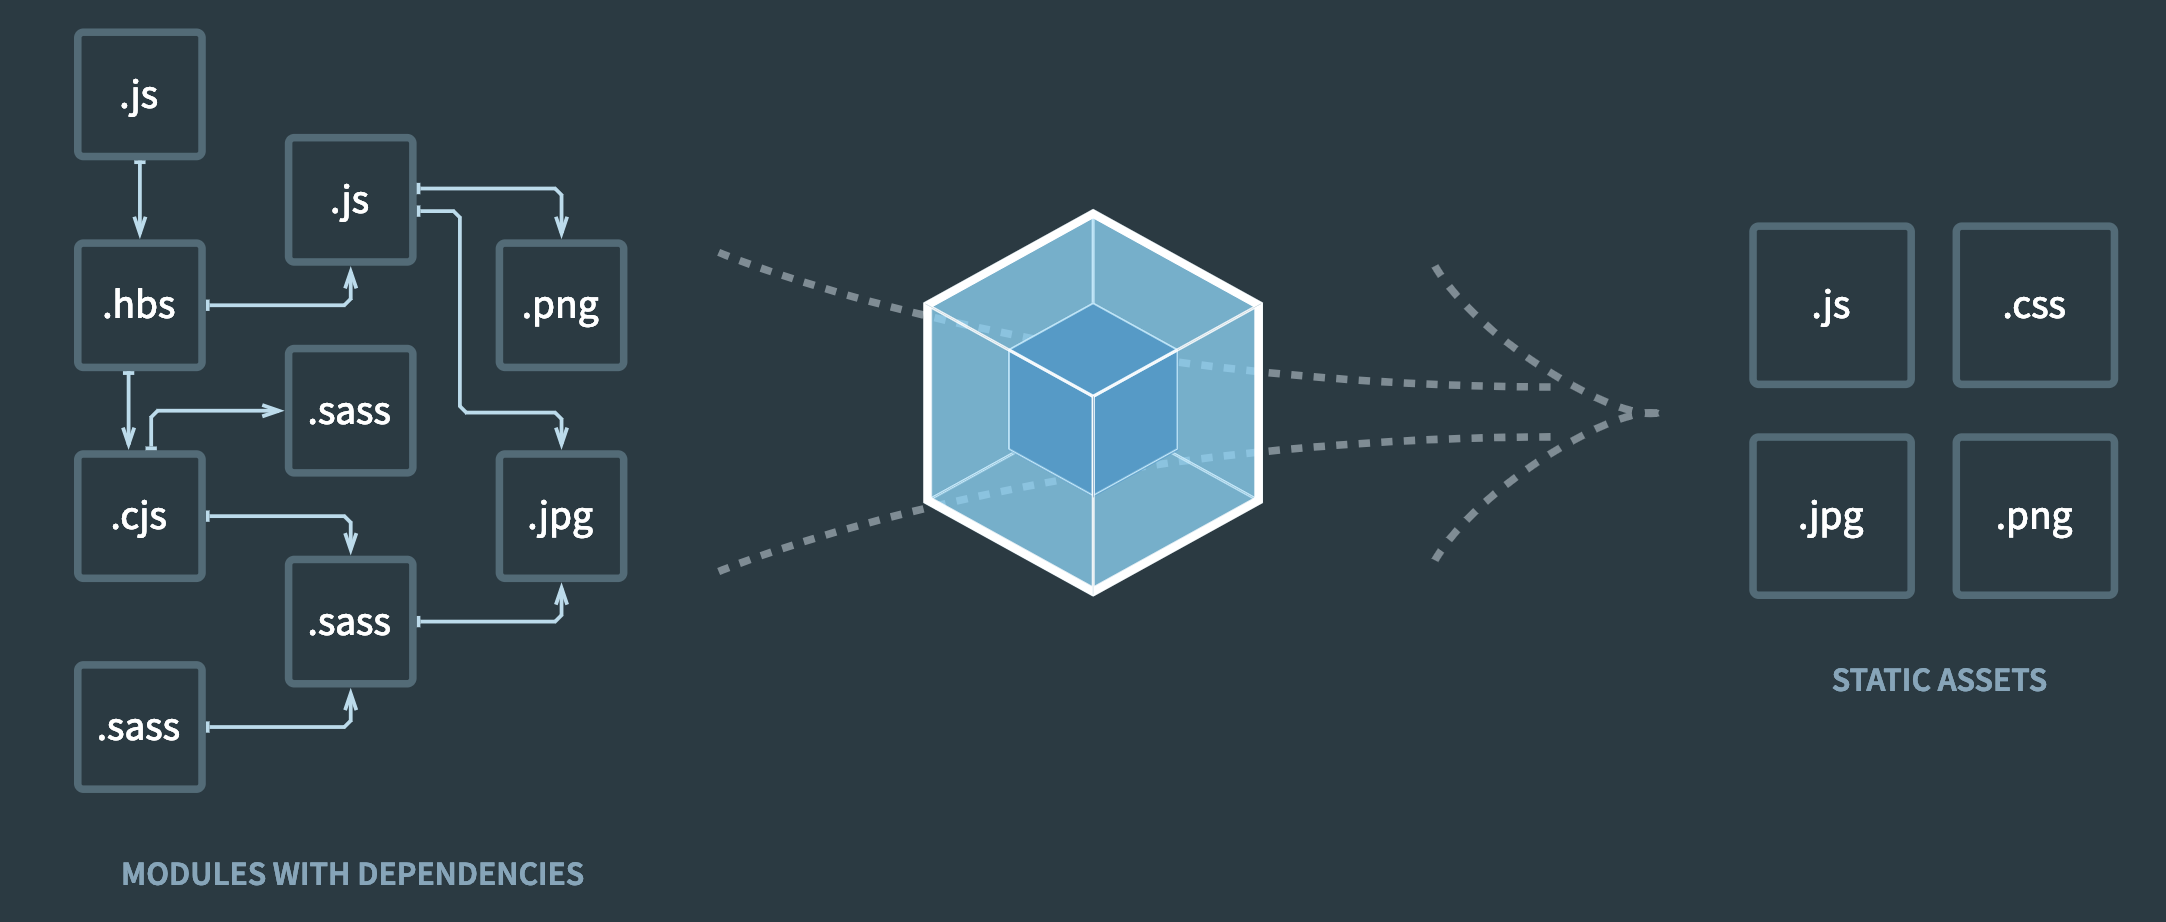 .js
.js
.hbs
.png
.sass
.cjs
.jpg
.sass
.sass
MODULES WITH DEPENDENCIES
.js
.css
.jpg
.png
STATIC ASSETS